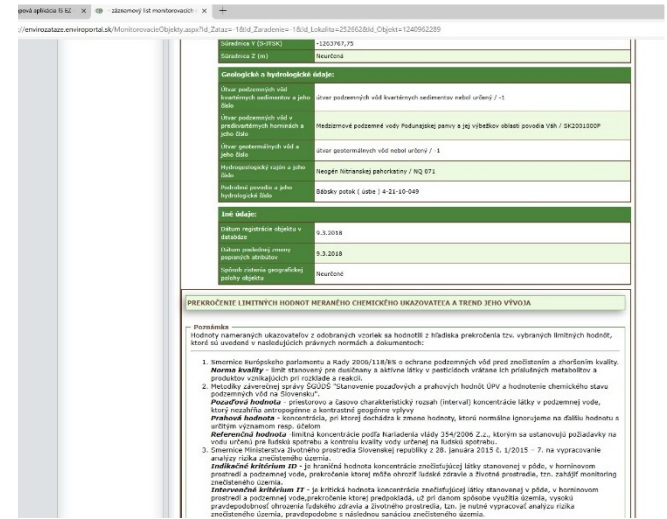 apová aplikácia IS EZ
- záznamový list monitorovacích
//envirozataze.enviroportal.sk/MonitorovacieObjekty.aspx?Id_Zataz=-1&Id_Zaradenie=-1&Id_Lokalita=252662&Id_Objekt=1240962289
Súradnica Y (S-JTSK) -1263767,75
Súradnica Z (m) Neurčená
Geologické a hydrologické údaje:
Útvar podzemných vôd
kvartérnych sedimentov a jeho
číslo
útvar podzemných vôd kvartérnych sedimentov nebol určený / -1
Útvar podzemných vôd v
predkvartérnych horninách a
jeho číslo
Medzizrnové podzemné vody Podunajskej panvy a jej výbežkov oblasti povodia Váh / SK2001000P
Útvar geotermálnych vôd a
jeho číslo
útvar geotermálnych vôd nebol určený / -1
Hydrogeologický rajón a jeho
číslo
Neogén Nitrianskej pahorkatiny / NQ 071
Podrobné povodie a jeho
hydrologické číslo
Bábsky potok ( ústie ) 4-21-10-049
Iné údaje:
Dátum registrácie objektu v
databáze
9.3.2018
Dátum poslednej zmeny
popisných atribútov
9.3.2018
Spôsob zistenia geografickej
polohy objektu
Neurčené
PREKROČENIE LIMITNÝCH HODNOT MERANÉHO CHEMICKÉHO UKAZOVATEĽA A TREND JEHO VÝVOJA
Poznámka
Hodnoty nameraných ukazovateľov z odobraných vzoriek sa hodnotili z hľadiska prekročenia tzv. vybraných limitných hodnôt,
ktoré sú uvedené v nasledujúcich právnych normách a dokumentoch:
1. Smernice Európskeho parlamentu a Rady 2006/118/ES o ochrane podzemných vôd pred znečistením a zhoršením kvality.
Norma kvality - limit stanovený pre dusičnany a aktívne látky v pesticídoch vrátane ich príslušných metabolitov a
produktov vznikajúcich pri rozklade a reakcii.
2. Metodiky záverečnej správy ŠGÚDŠ "Stanovenie pozaďových a prahových hodnôt ÚPV a hodnotenie chemického stavu
podzemných vôd na Slovensku".
Pozaďová hodnota - priestorovo a časovo charakteristický rozsah (interval) koncentrácie látky v podzemnej vode,
ktorý nezahŕňa antropogénne a kontrastné geogénne vplyvy
Prahová hodnota - koncentrácia, pri ktorej dochádza k zmene hodnoty, ktorú normálne ignorujeme na ďalšiu hodnotu s
určitým významom resp. účelom
Referenčná hodnota -limitná koncentrácie podľa Nariadenia vlády 354/2006 Z.z., ktorým sa ustanovujú požiadavky na
vodu určenú pre ľudskú spotrebu a kontrolu kvality vody určenej na ľudskú spotrebu.
3. Smernice Ministerstva životného prostredia Slovenskej republiky z 28. januára 2015 č. 1/2015 – 7. na vypracovanie
analýzy rizika znečisteného územia.
Indikačné kritérium ID - je hraničná hodnota koncentrácie znečisťujúcej látky stanovenej v pôde, v horninovom
prostredí a podzemnej vode, prekročenie ktorej môže ohroziť ľudské zdravie a životné prostredie, tzn. zahájiť monitoring
znečisteného územia.
Intervenčné kritérium IT - je kritická hodnota koncentrácie znečisťujúcej látky stanovenej v pôde, v horninovom
prostredí a podzemnej vode,prekročenie ktorej predpokladá, už pri danom spôsobe využitia územia, vysokú
pravdepodobnosť ohrozenia ľudského zdravia a životného prostredia, tzn. je nutné vypracovať analýzu rizika
znečisteného územia, pravdepodobne s následnou sanáciou znečisteného územia.